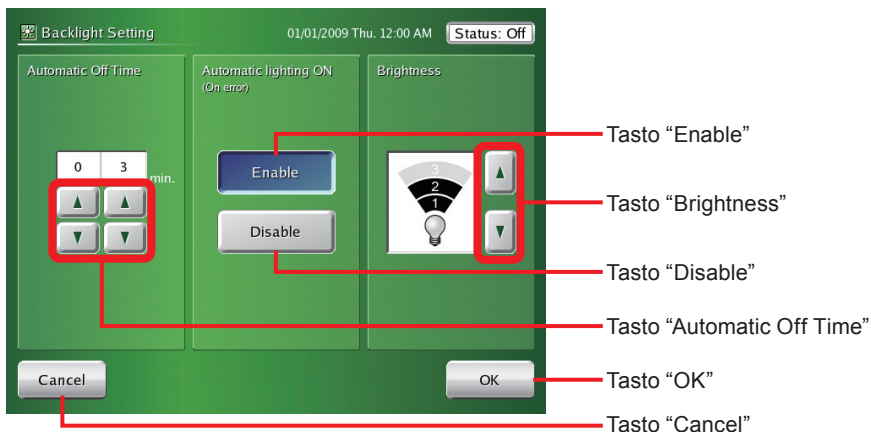 Backlight Setting
01/01/2009 Thu. 12:00 AM
Status: Off
Automatic Off Time
0 3 min.
Automatic lighting ON
(On error)
Enable
Disable
Brightness
3
2
1
Cancel
OK
Tasto “Enable”
Tasto “Brightness”
Tasto “Disable”
Tasto “Automatic Off Time”
Tasto “OK”
Tasto “Cancel”